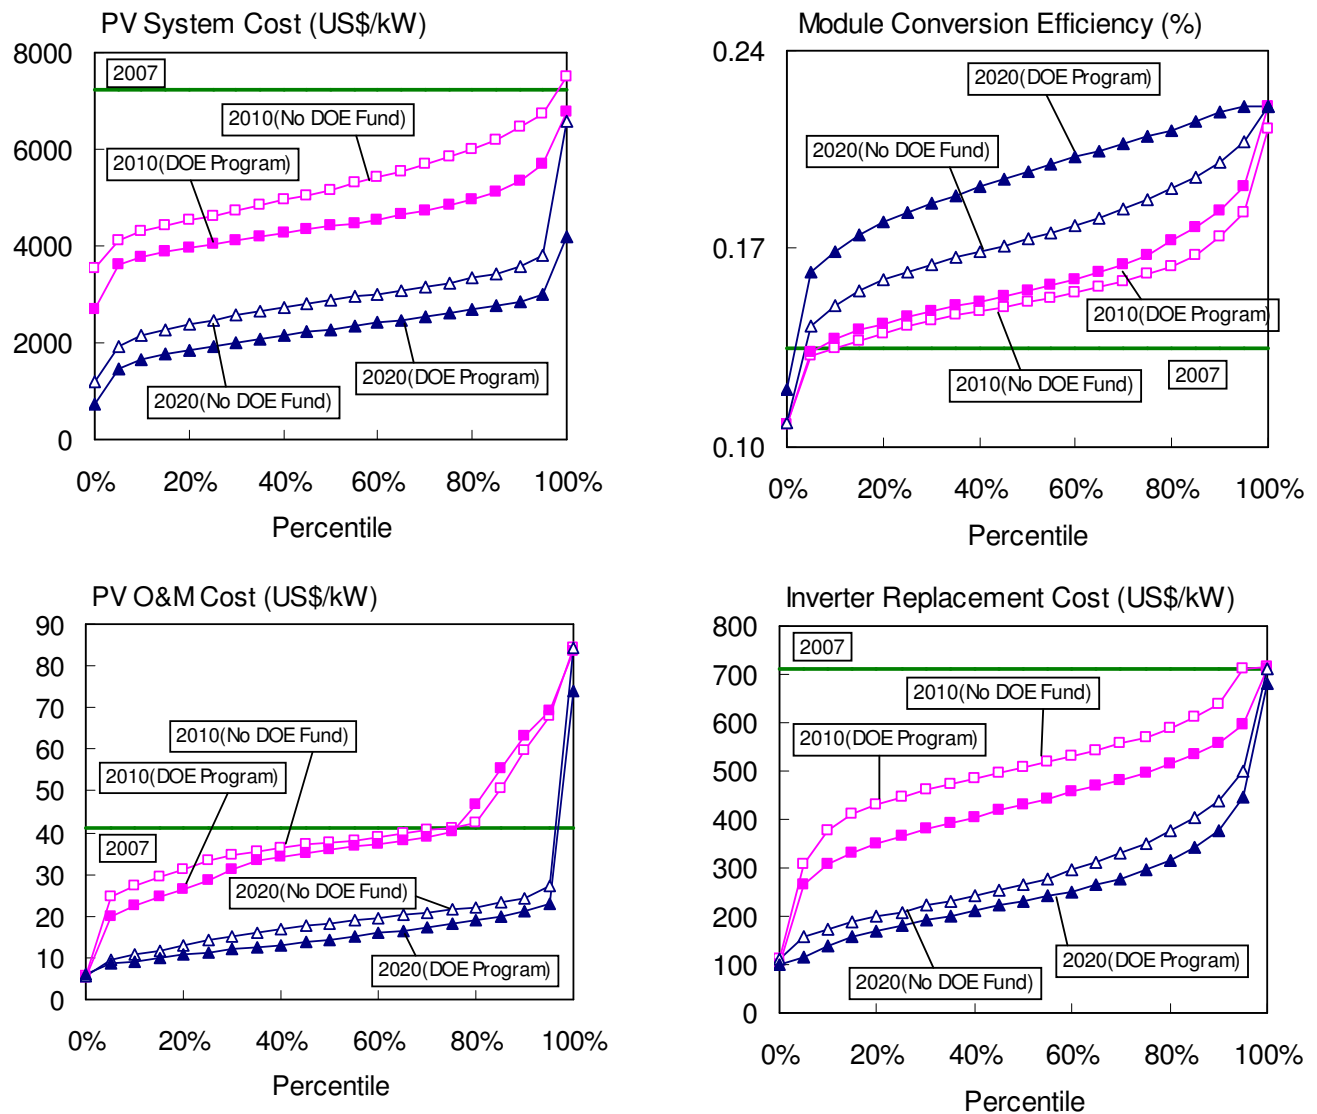 PV System Cost (US$/kW)
8000
6000
4000
2000
0
2007
2010(No DOE Fund)
2010(DOE Program)
2020(DOE Program)
2020(No DOE Fund)
0% 20% 40% 60% 80% 100%
Percentile
Module Conversion Efficiency (%)
0.24
0.17
0.10
2020(DOE Program)
2020(No DOE Fund)
2010(DOE Program)
2010(No DOE Fund)
2007
0% 20% 40% 60% 80% 100%
Percentile
PV O&M Cost (US$/kW)
90
80
70
60
50
40
30
20
10
0
2010(No DOE Fund)
2010(DOE Program)
2007
2020(No DOE Fund)
2020(DOE Program)
0% 20% 40% 60% 80% 100%
Percentile
Inverter Replacement Cost (US$/kW)
800
700
600
500
400
300
200
100
0
2007
2010(No DOE Fund)
2010(DOE Program)
2020(DOE Program)
2020(No DOE Fund)
0% 20% 40% 60% 80% 100%
Percentile